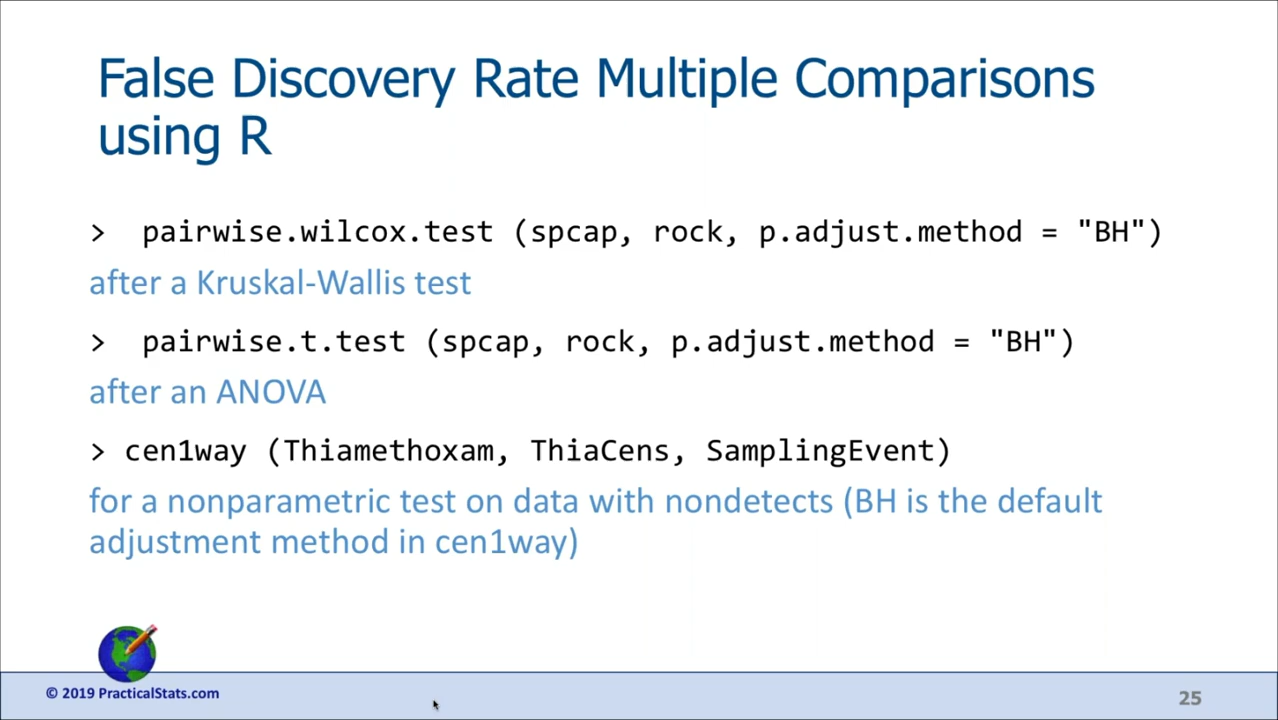 False Discovery Rate Multiple Comparisons
using R
> pairwise.wilcox.test (spcap, rock, p.adjust.method = "BH")
after a Kruskal-Wallis test
> pairwise.t.test (spcap, rock, p.adjust.method = "BH")
after an ANOVA
> cen1way (Thiamethoxam, ThiaCens, SamplingEvent)
for a nonparametric test on data with nondetects (BH is the default
adjustment method in cen1way)
© 2019 PracticalStats.com
25